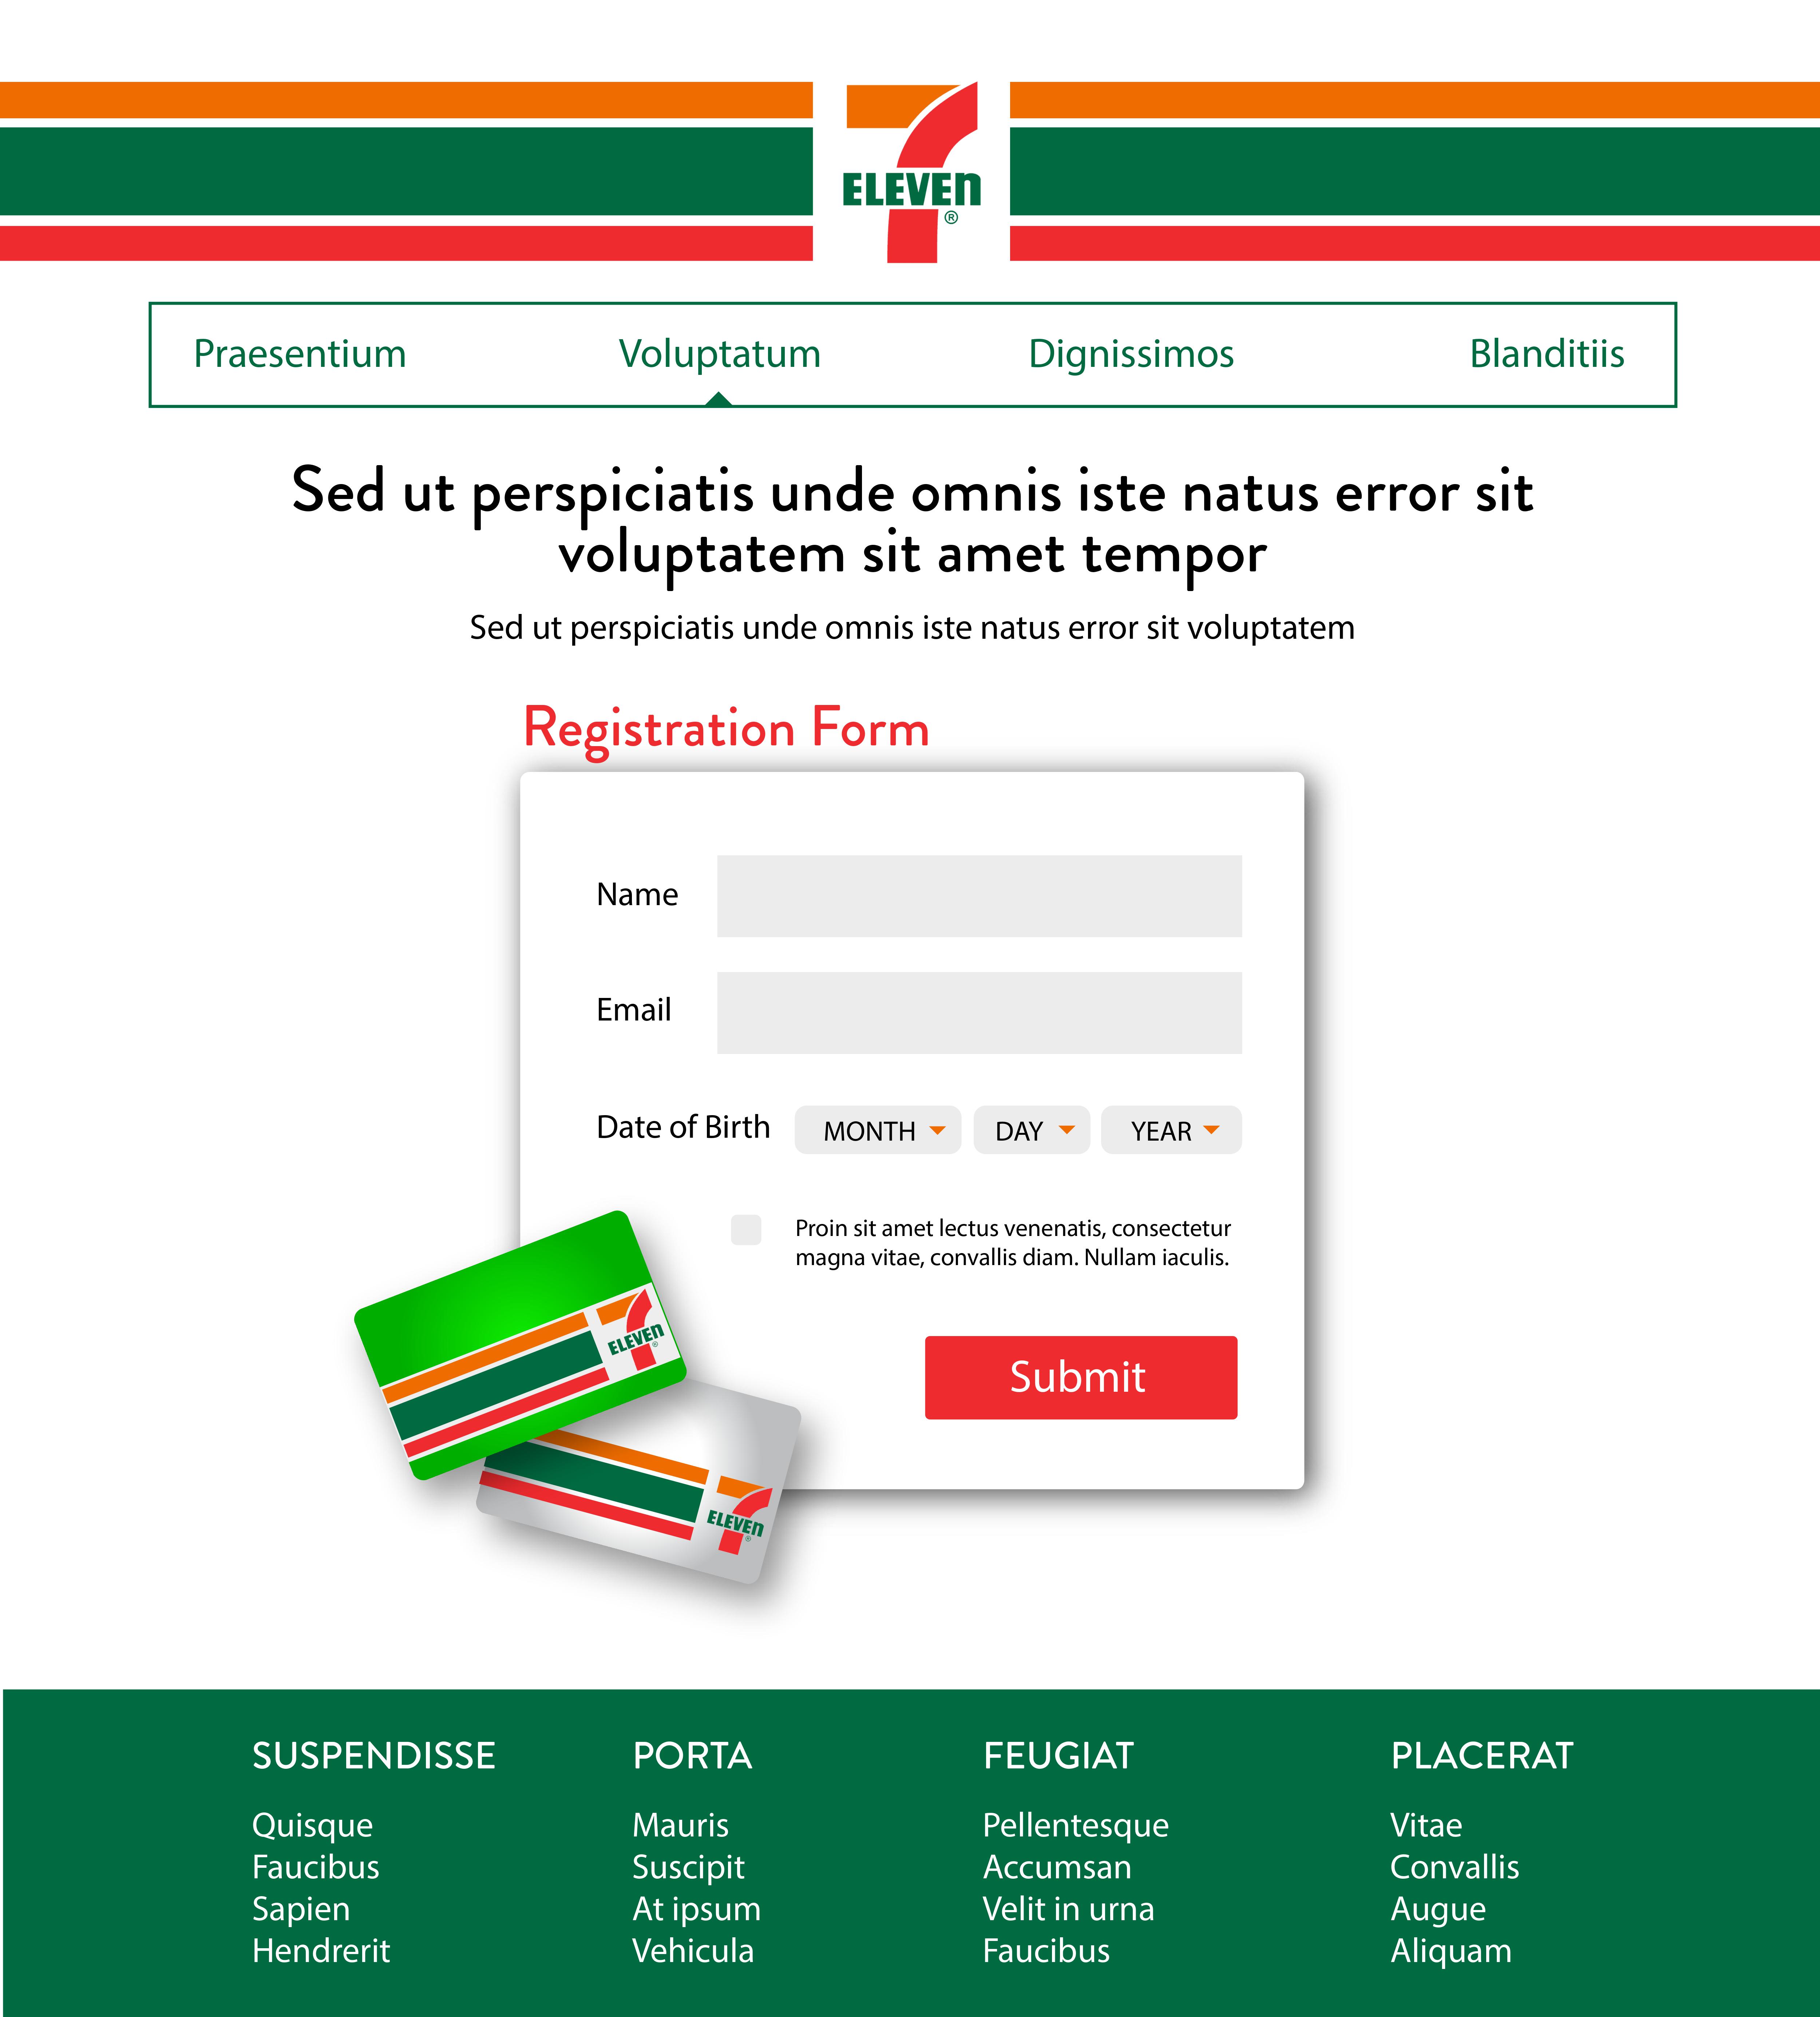 7
ELEVEn
®
Praesentium Voluptatum Dignissimos Blanditiis
Sed ut perspiciatis unde omnis iste natus error sit
voluptatem sit amet tempor
Sed ut perspiciatis unde omnis iste natus error sit voluptatem
Registration Form
Name
Email
Date of Birth MONTH DAY YEAR
Proin sit amet lectus venenatis, consectetur
magna vitae, convallis diam. Nullam iaculis.
Submit
7
ELEVEn
®
7
ELEVEn
®
SUSPENDISSE
Quisque
Faucibus
Sapien
Hendrerit
PORTA
Mauris
Suscipit
At ipsum
Vehicula
FEUGIAT
Pellentesque
Accumsan
Velit in urna
Faucibus
PLACERAT
Vitae
Convallis
Augue
Aliquam